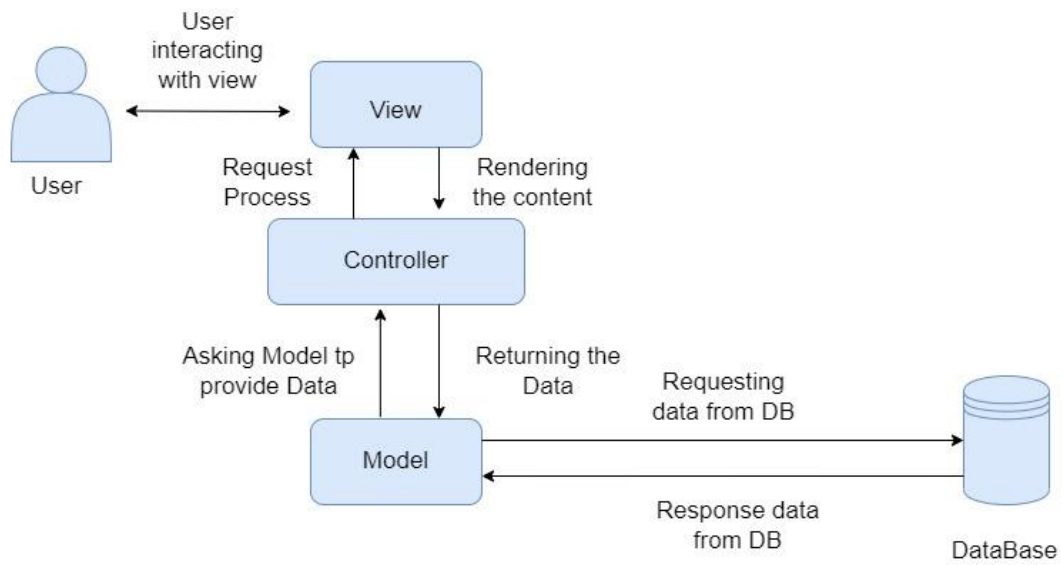 User
interacting
with view
View
User
Request
Process
Rendering
the content
Controller
Asking Model tp
provide Data
Returning the
Data
Requesting
data from DB
Model
Response data
from DB
DataBase